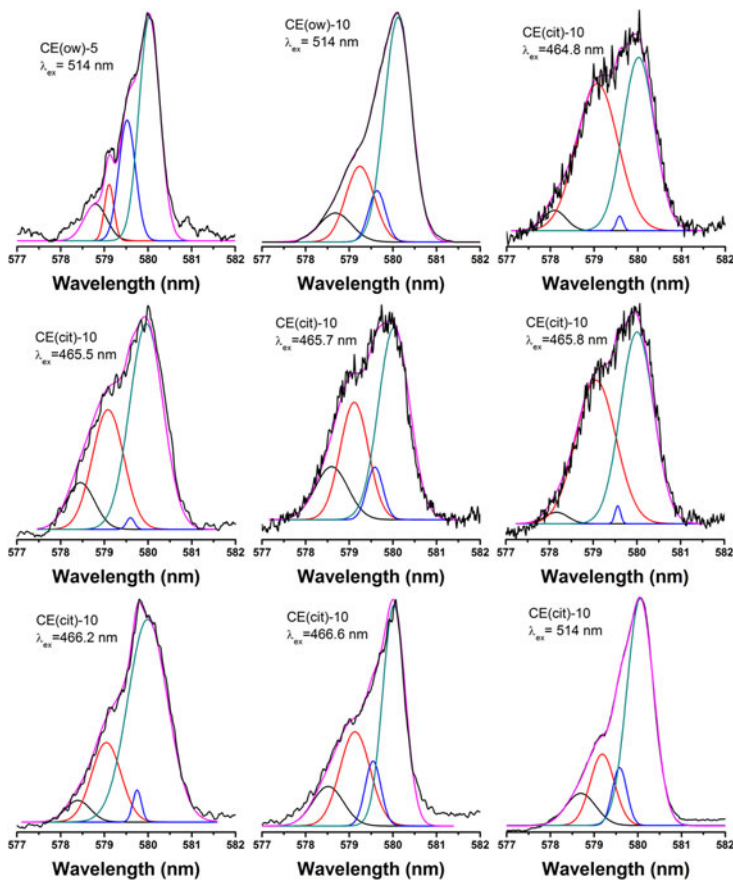 CE(ow)-5
λex= 514 nm
577 578 579 580 581 582
Wavelength (nm)
CE(ow)-10
λex= 514 nm
577 578 579 580 581 582
Wavelength (nm)
CE(cit)-10
λex=464.8 nm
577 578 579 580 581 582
Wavelength (nm)
CE(cit)-10
λex=465.5 nm
577 578 579 580 581 582
Wavelength (nm)
CE(cit)-10
λex=465.7 nm
577 578 579 580 581 582
Wavelength (nm)
CE(cit)-10
λex=465.8 nm
577 578 579 580 581 582
Wavelength (nm)
CE(cit)-10
λex=466.2 nm
577 578 579 580 581 582
Wavelength (nm)
CE(cit)-10
λex=466.6 nm
577 578 579 580 581 582
Wavelength (nm)
CE(cit)-10
λex= 514 nm
577 578 579 580 581 582
Wavelength (nm)